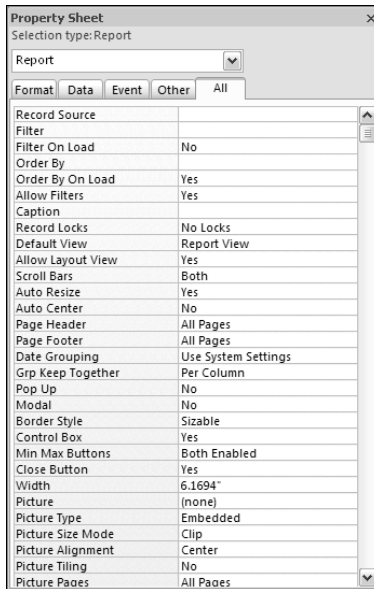 Property Sheet ×
Selection type: Report
Report
Format Data Event Other All
Record Source
Filter
Filter On Load No
Order By
Order By On Load Yes
Allow Filters Yes
Caption
Record Locks No Locks
Default View Report View
Allow Layout View Yes
Scroll Bars Both
Auto Resize Yes
Auto Center No
Page Header All Pages
Page Footer All Pages
Date Grouping Use System Settings
Grp Keep Together Per Column
Pop Up No
Modal No
Border Style Sizable
Control Box Yes
Min Max Buttons Both Enabled
Close Button Yes
Width 6.1694"
Picture (none)
Picture Type Embedded
Picture Size Mode Clip
Picture Alignment Center
Picture Tiling No
Picture Pages All Pages